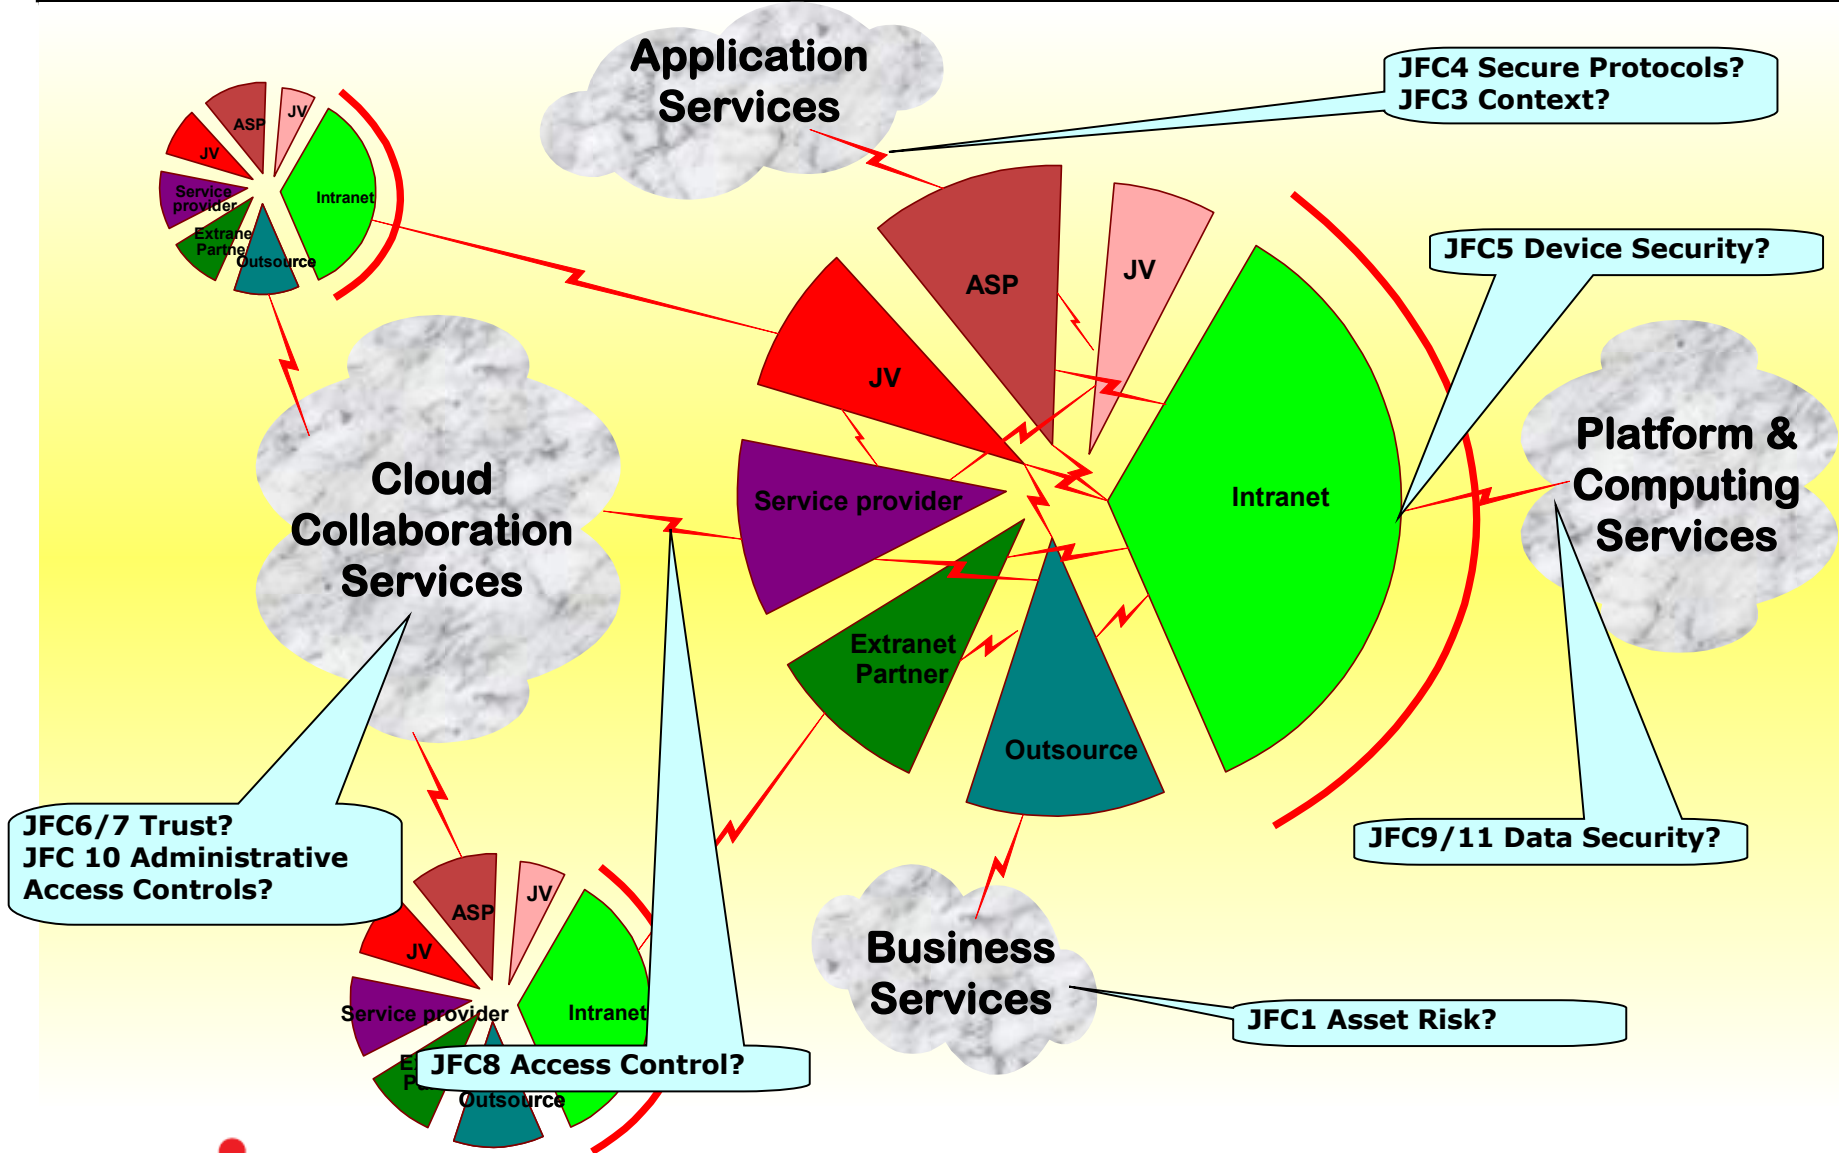 Application
Services
JFC4 Secure Protocols?
JFC3 Context?
ASP
JV
JV
Service
provider
Intranet
Extrane
Partne
Outsource
JFC5 Device Security?
ASP
JV
JV
Service provider
Intranet
Extranet
Partner
Outsource
Cloud
Collaboration
Services
Platform &
Computing
Services
JFC6/7 Trust?
JFC 10 Administrative
Access Controls?
JFC9/11 Data Security?
ASP
JV
JV
Service provider
Intranet
Outsource
JFC8 Access Control?
Business
Services
JFC1 Asset Risk?